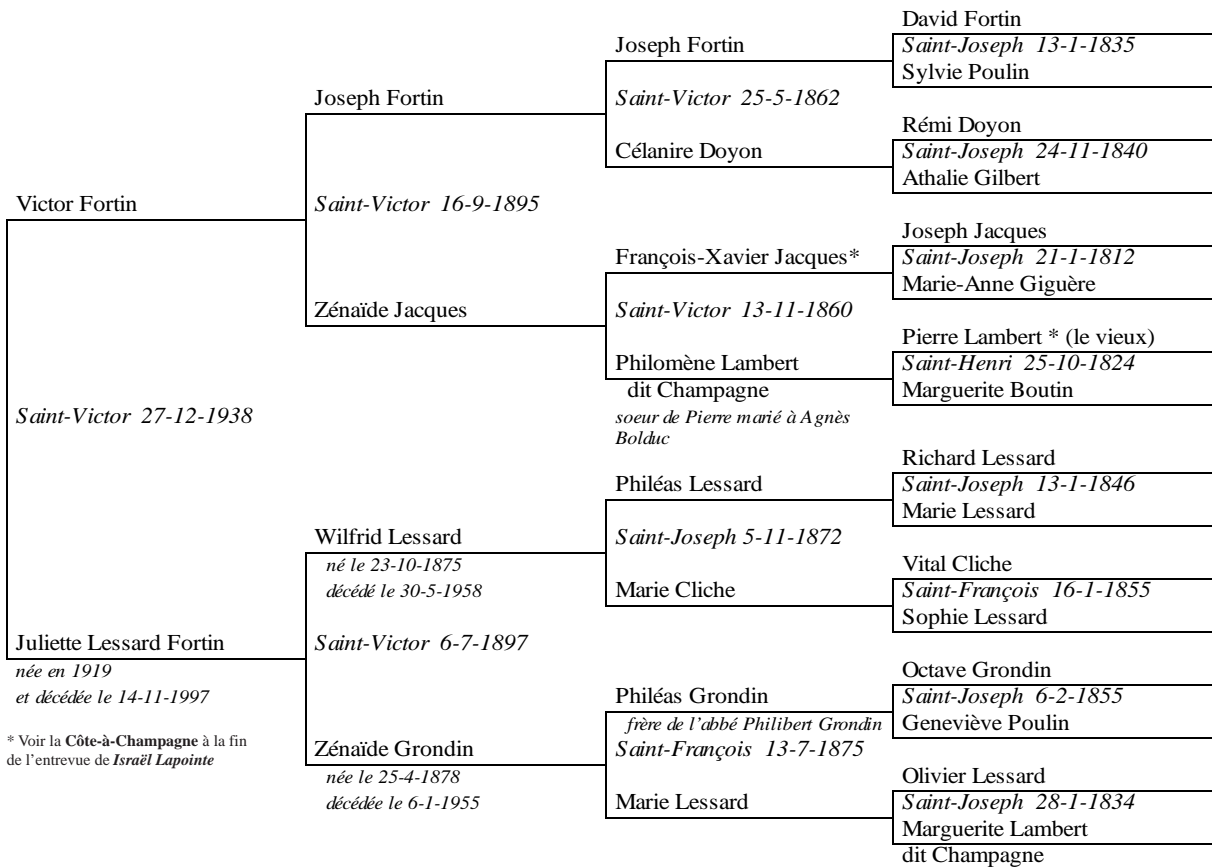 David Fortin
Saint-Joseph 13-1-1835
Sylvie Poulin
Joseph Fortin
Saint-Victor 25-5-1862
Célanire Doyon
Rémi Doyon
Saint-Joseph 24-11-1840
Athalie Gilbert
Joseph Fortin
Saint-Victor 16-9-1895
Zénaïde Jacques
Joseph Jacques
Saint-Joseph 21-1-1812
Marie-Anne Giguère
François-Xavier Jacques*
Saint-Victor 13-11-1860
Philomène Lambert
dit Champagne
soeur de Pierre marié à Agnès
Bolduc
Pierre Lambert * (le vieux)
Saint-Henri 25-10-1824
Marguerite Boutin
Victor Fortin
Saint-Victor 27-12-1938
Juliette Lessard Fortin
née en 1919
et décédée le 14-11-1997
* Voir la Côte-à-Champagne à la fin
de l'entrevue de Israël Lapointe
Richard Lessard
Saint-Joseph 13-1-1846
Marie Lessard
Philéas Lessard
Saint-Joseph 5-11-1872
Marie Cliche
Vital Cliche
Saint-François 16-1-1855
Sophie Lessard
Wilfrid Lessard
né le 23-10-1875
décédé le 30-5-1958
Saint-Victor 6-7-1897
Zénaïde Grondin
née le 25-4-1878
décédée le 6-1-1955
Octave Grondin
Saint-Joseph 6-2-1855
Geneviève Poulin
Philéas Grondin
frère de l'abbé Philibert Grondin
Saint-François 13-7-1875
Marie Lessard
Olivier Lessard
Saint-Joseph 28-1-1834
Marguerite Lambert
dit Champagne